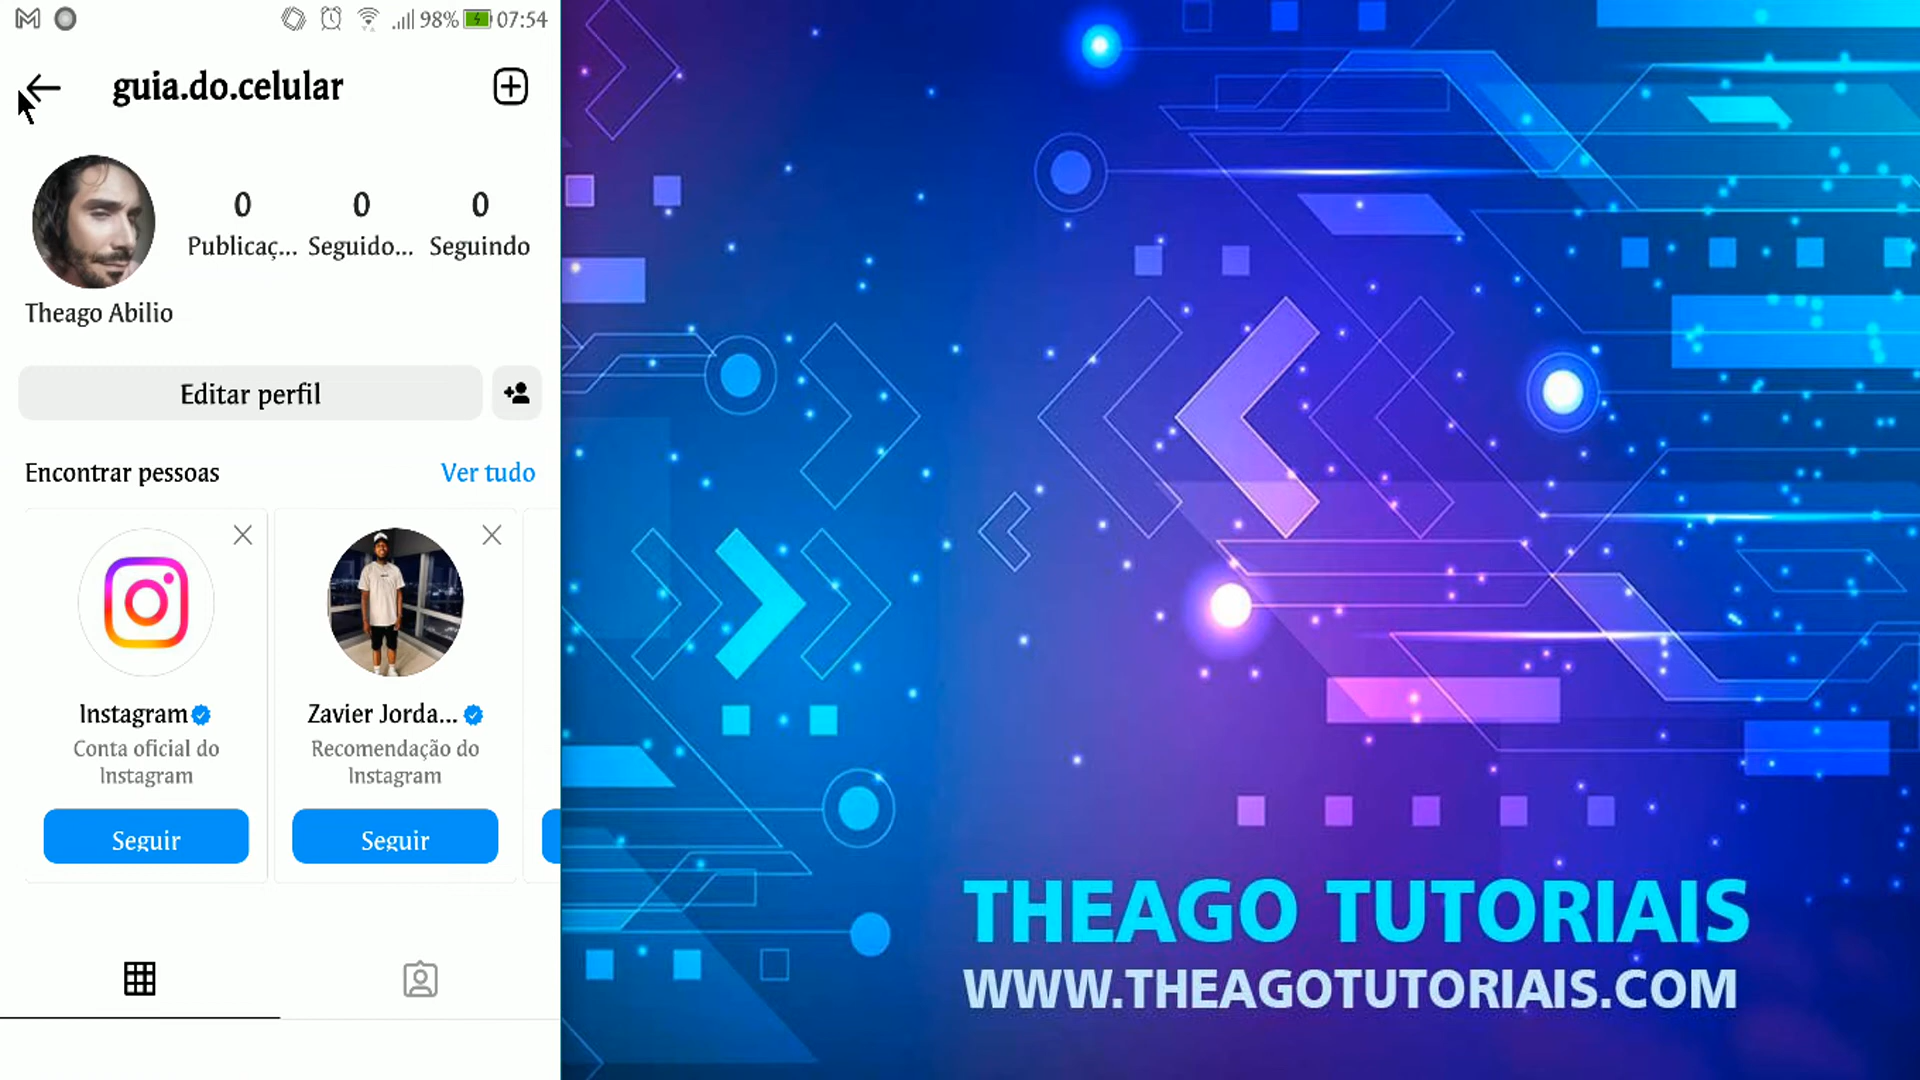 98% 07:54
guia.do.celular
0 0 0
Publicaç... Seguido... Seguindo
Theago Abilio
Editar perfil
Encontrar pessoas Ver tudo
Instagram Zavier Jorda...
Conta oficial do Instagram
Recomendação do Instagram
Seguir Seguir
THEAGO TUTORIAIS
WWW.THEAGOTUTORIAIS.COM